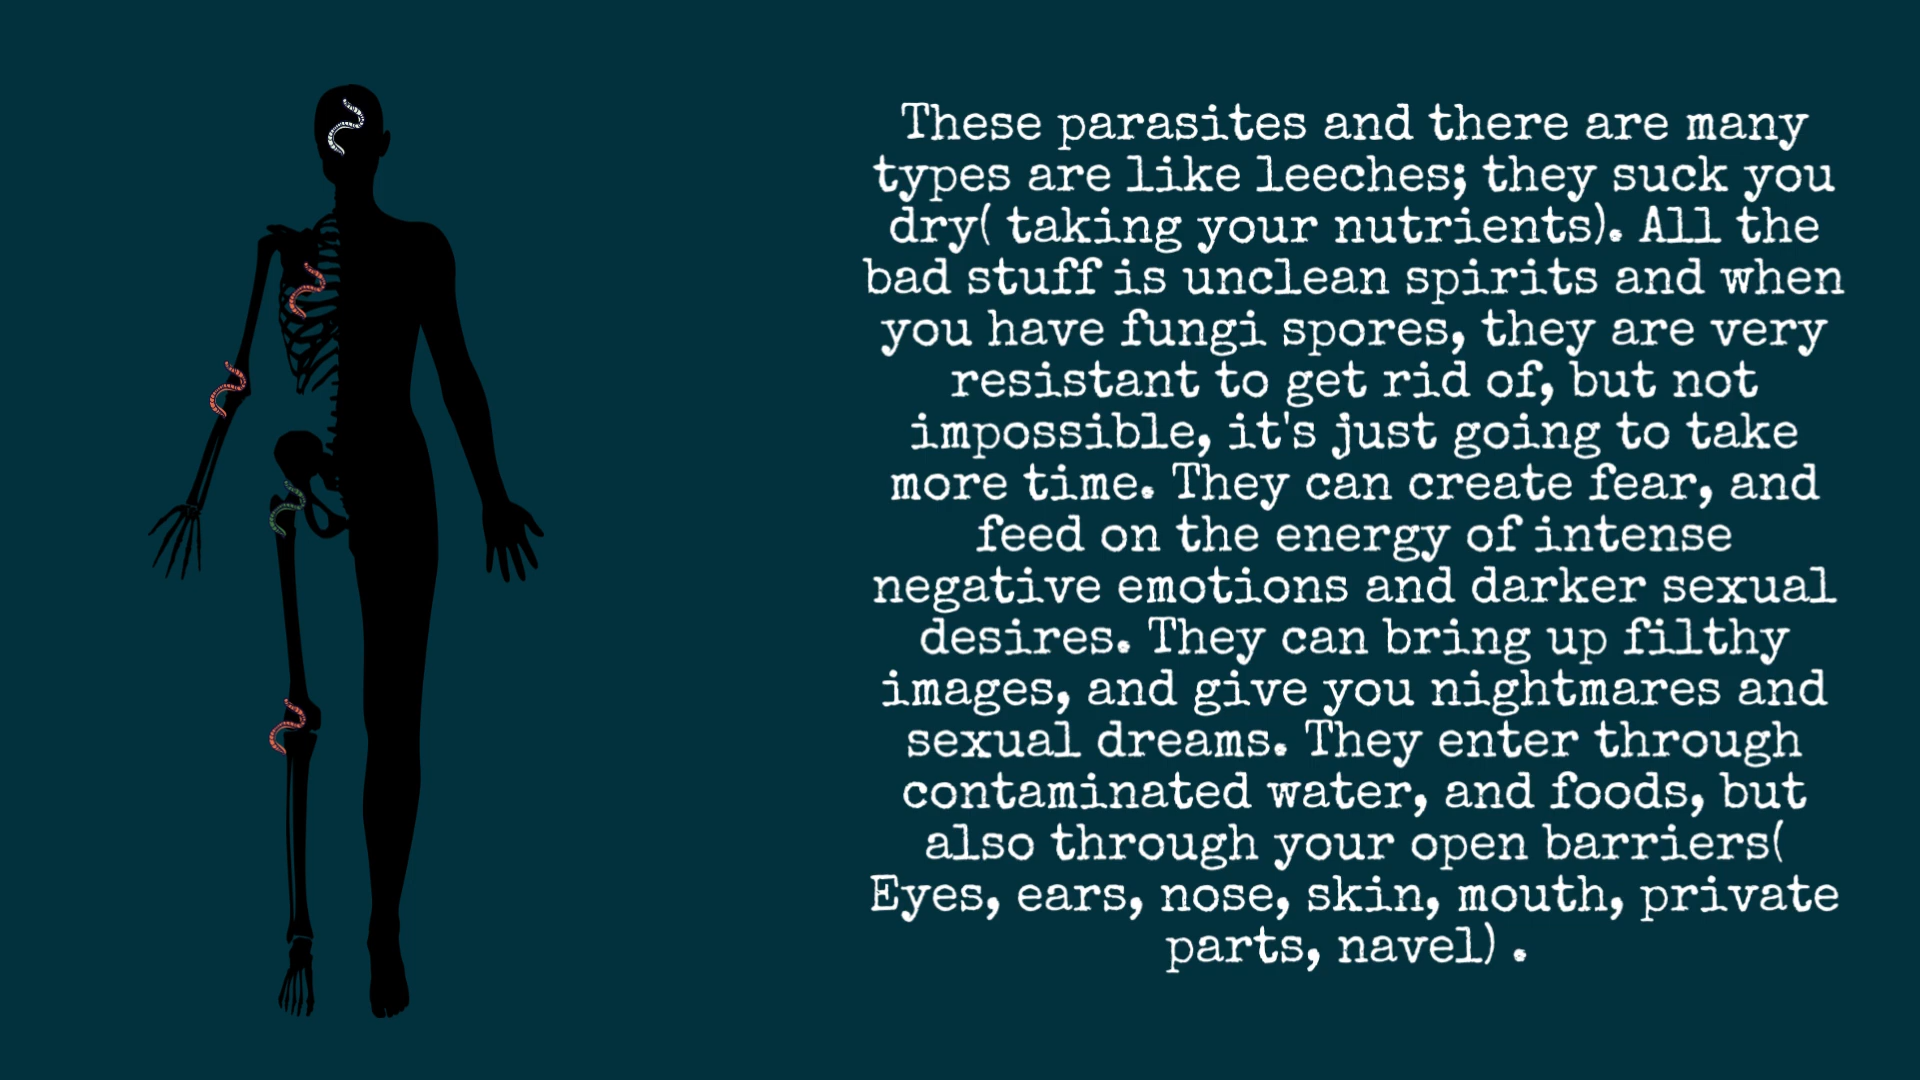 These parasites and there are many
types are like leeches; they suck you
dry( taking your nutrients). All the
bad stuff is unclean spirits and when
you have fungi spores, they are very
resistant to get rid of, but not
impossible, it's just going to take
more time. They can create fear, and
feed on the energy of intense
negative emotions and darker sexual
desires. They can bring up filthy
images, and give you nightmares and
sexual dreams. They enter through
contaminated water, and foods, but
also through your open barriers(
Eyes, ears, nose, skin, mouth, private
parts, navel) .